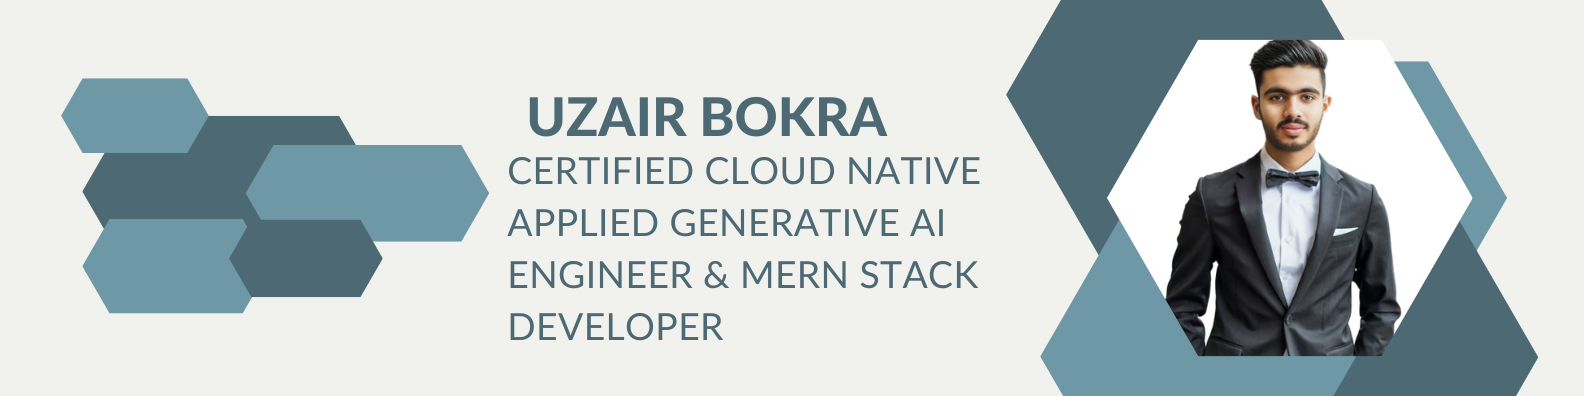 UZAIR BOKRA
CERTIFIED CLOUD NATIVE
APPLIED GENERATIVE AI
ENGINEER & MERN STACK
DEVELOPER